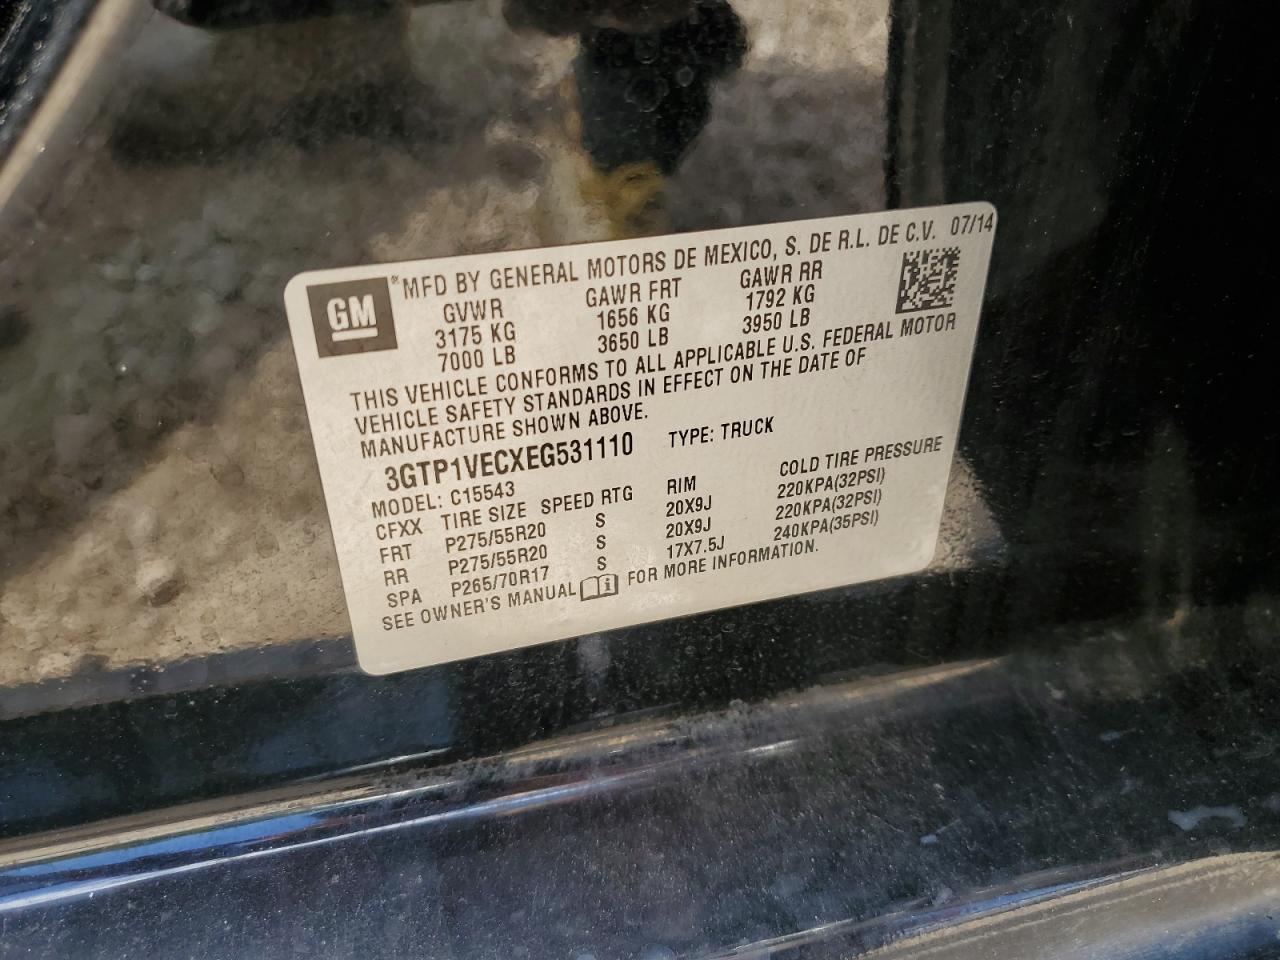 GM ® MFD BY GENERAL MOTORS DE MEXICO, S. DE R.L. DE C.V. 07/14
GVWR GAWR FRT GAWR RR
3175 KG 1656 KG 1792 KG
7000 LB 3650 LB 3950 LB
THIS VEHICLE CONFORMS TO ALL APPLICABLE U.S. FEDERAL MOTOR
VEHICLE SAFETY STANDARDS IN EFFECT ON THE DATE OF
MANUFACTURE SHOWN ABOVE.
3GTP1VECXEG531110 TYPE: TRUCK
MODEL: C15543
CFXX TIRE SIZE SPEED RTG RIM COLD TIRE PRESSURE
FRT P275/55R20 S 20X9J 220KPA(32PSI)
RR P275/55R20 S 20X9J 220KPA(32PSI)
SPA P265/70R17 S 17X7.5J 240KPA(35PSI)
SEE OWNER'S MANUAL i FOR MORE INFORMATION.